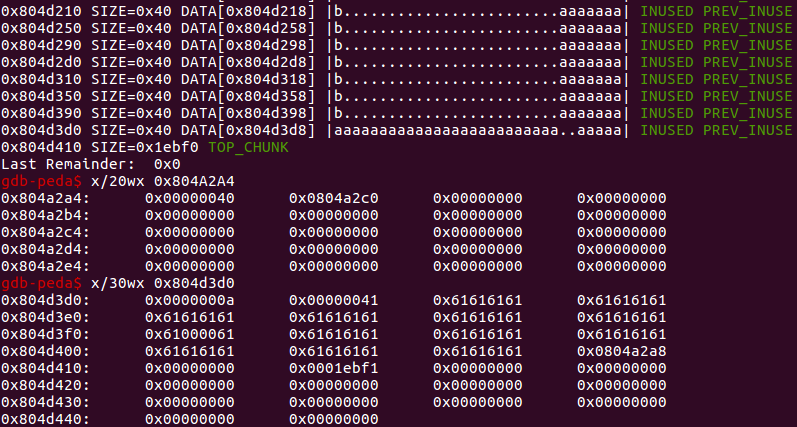 0x804d210 SIZE=0x40 DATA[0x804d218] |b........................aaaaaaa| INUSED PREV_INUSE
0x804d250 SIZE=0x40 DATA[0x804d258] |b........................aaaaaaa| INUSED PREV_INUSE
0x804d290 SIZE=0x40 DATA[0x804d298] |b........................aaaaaaa| INUSED PREV_INUSE
0x804d2d0 SIZE=0x40 DATA[0x804d2d8] |b........................aaaaaaa| INUSED PREV_INUSE
0x804d310 SIZE=0x40 DATA[0x804d318] |b........................aaaaaaa| INUSED PREV_INUSE
0x804d350 SIZE=0x40 DATA[0x804d358] |b........................aaaaaaa| INUSED PREV_INUSE
0x804d390 SIZE=0x40 DATA[0x804d398] |b........................aaaaaaa| INUSED PREV_INUSE
0x804d3d0 SIZE=0x40 DATA[0x804d3d8] |aaaaaaaaaaaaaaaaaaaaaaaaa..aaaaa| INUSED PREV_INUSE
0x804d410 SIZE=0x1ebf0 TOP_CHUNK
Last Remainder:  0x0
gdb-peda$ x/20wx 0x804A2A4
0x804a2a4:      0x00000040      0x0804a2c0      0x00000000      0x00000000
0x804a2b4:      0x00000000      0x00000000      0x00000000      0x00000000
0x804a2c4:      0x00000000      0x00000000      0x00000000      0x00000000
0x804a2d4:      0x00000000      0x00000000      0x00000000      0x00000000
0x804a2e4:      0x00000000      0x00000000      0x00000000      0x00000000
gdb-peda$ x/30wx 0x804d3d0
0x804d3d0:      0x0000000a      0x00000041      0x61616161      0x61616161
0x804d3e0:      0x61616161      0x61616161      0x61616161      0x61616161
0x804d3f0:      0x61000061      0x61616161      0x61616161      0x61616161
0x804d400:      0x61616161      0x61616161      0x61616161      0x0804a2a8
0x804d410:      0x00000000      0x0001ebf1      0x00000000      0x00000000
0x804d420:      0x00000000      0x00000000      0x00000000      0x00000000
0x804d430:      0x00000000      0x00000000      0x00000000      0x00000000
0x804d440:      0x00000000      0x00000000